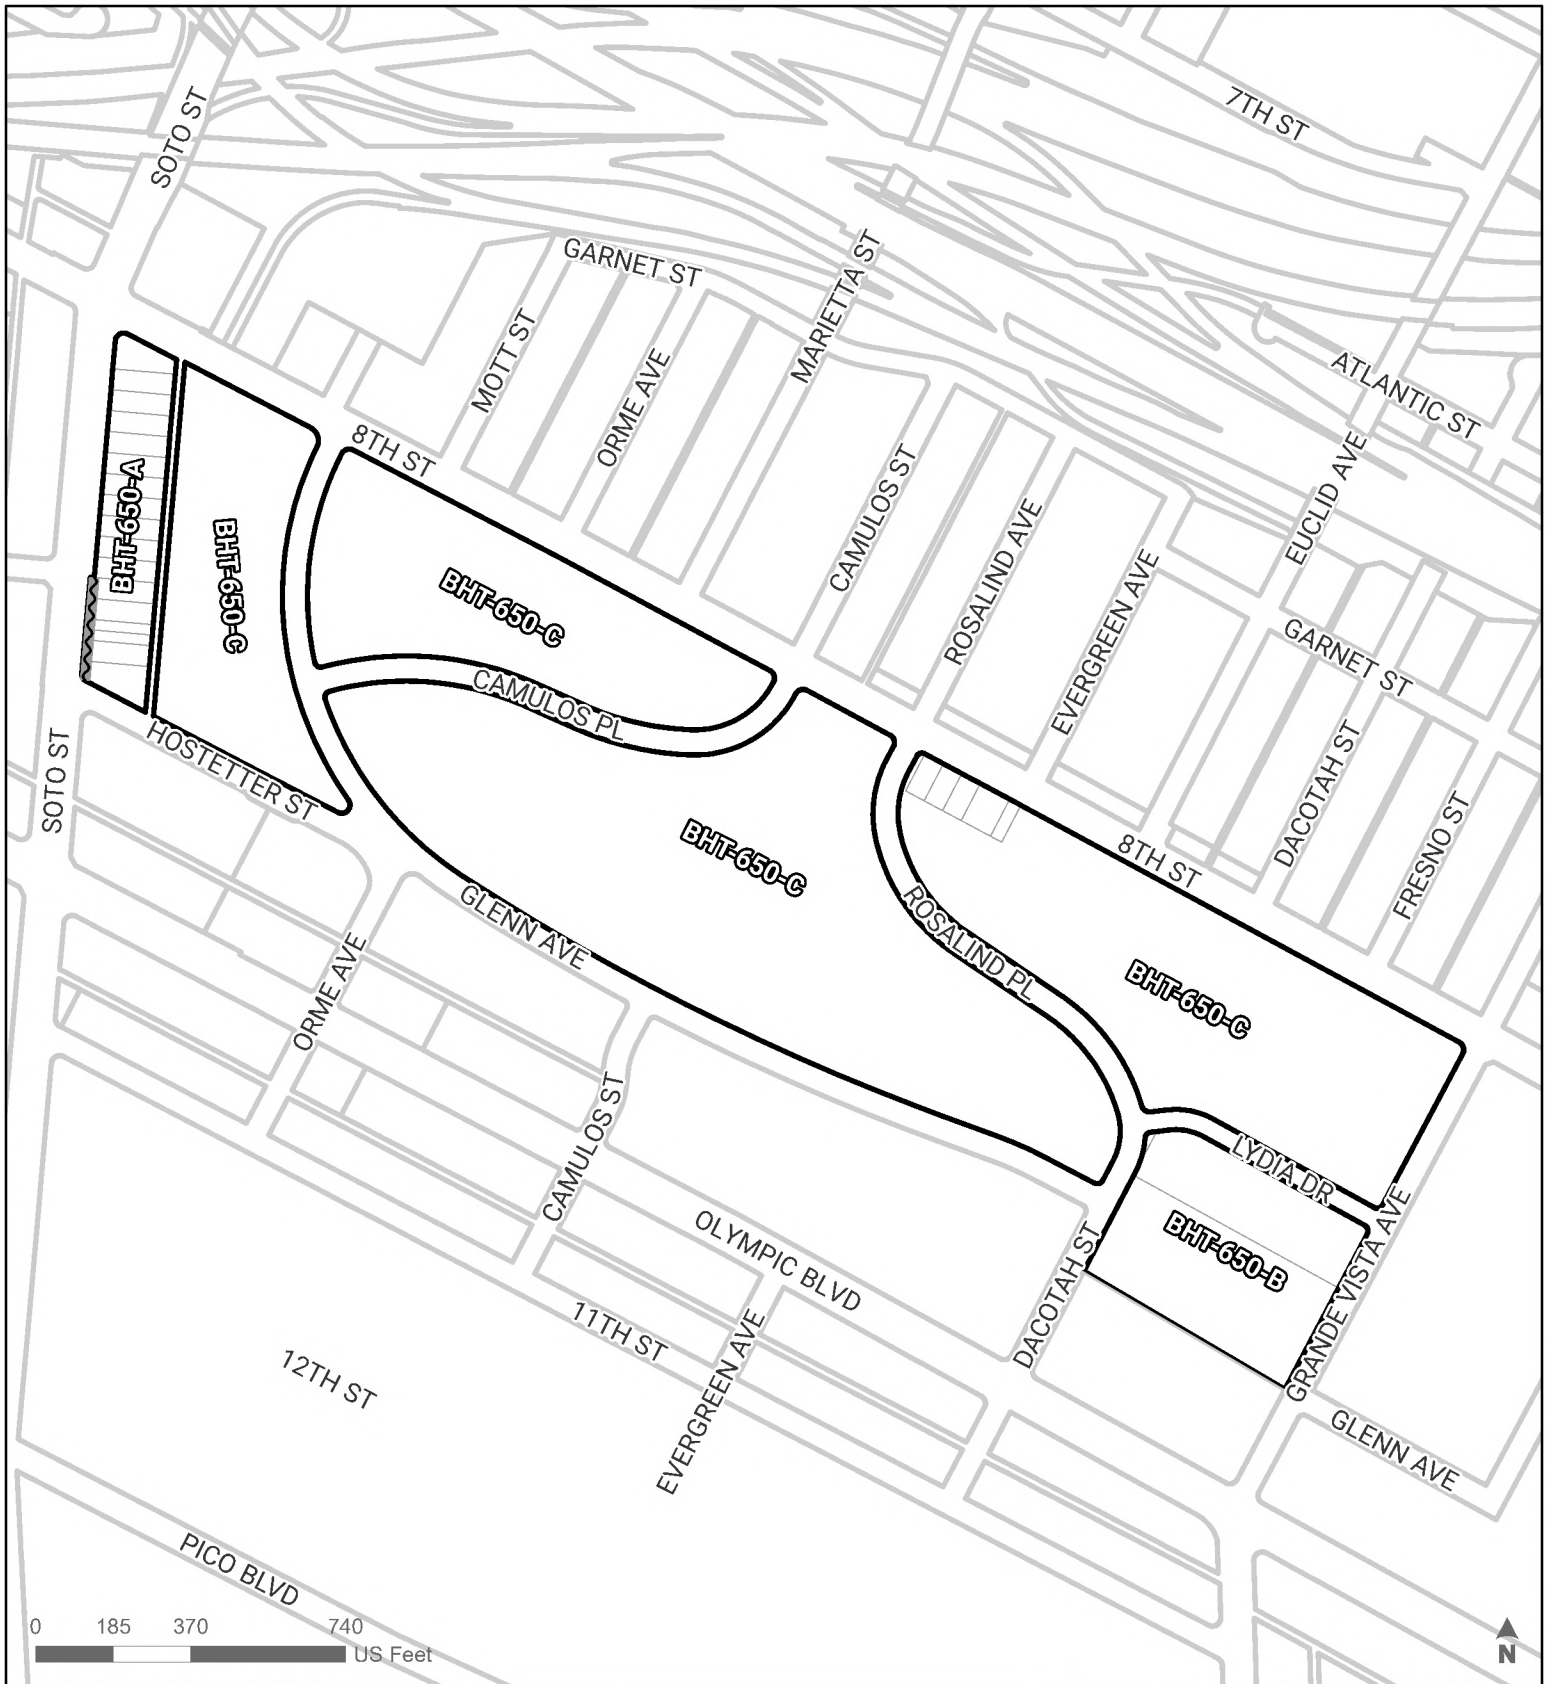 7TH ST
SOTO ST
GARNET ST
MARIETTA ST
MOTT ST
ORME AVE
ATLANTIC ST
EUCLID AVE
8TH ST
CAMULOS ST
BHT-650-A
BHT-650-C
ROSALIND AVE
EVERGREEN AVE
BHT-650-C
GARNET ST
CAMULOS PL
HOSTETTER ST
SOTO ST
DACOTAH ST
FRESNO ST
8TH ST
BHT-650-C
GLENN AVE
ROSALIND PL
ORME AVE
BHT-650-C
CAMULOS ST
LYDIA DR
OLYMPIC BLVD
BHT-650-B
DACOTAH ST
GRANDE VISTA AVE
11TH ST
12TH ST
EVERGREEN AVE
GLENN AVE
PICO BLVD
0 185 370 740
US Feet
N